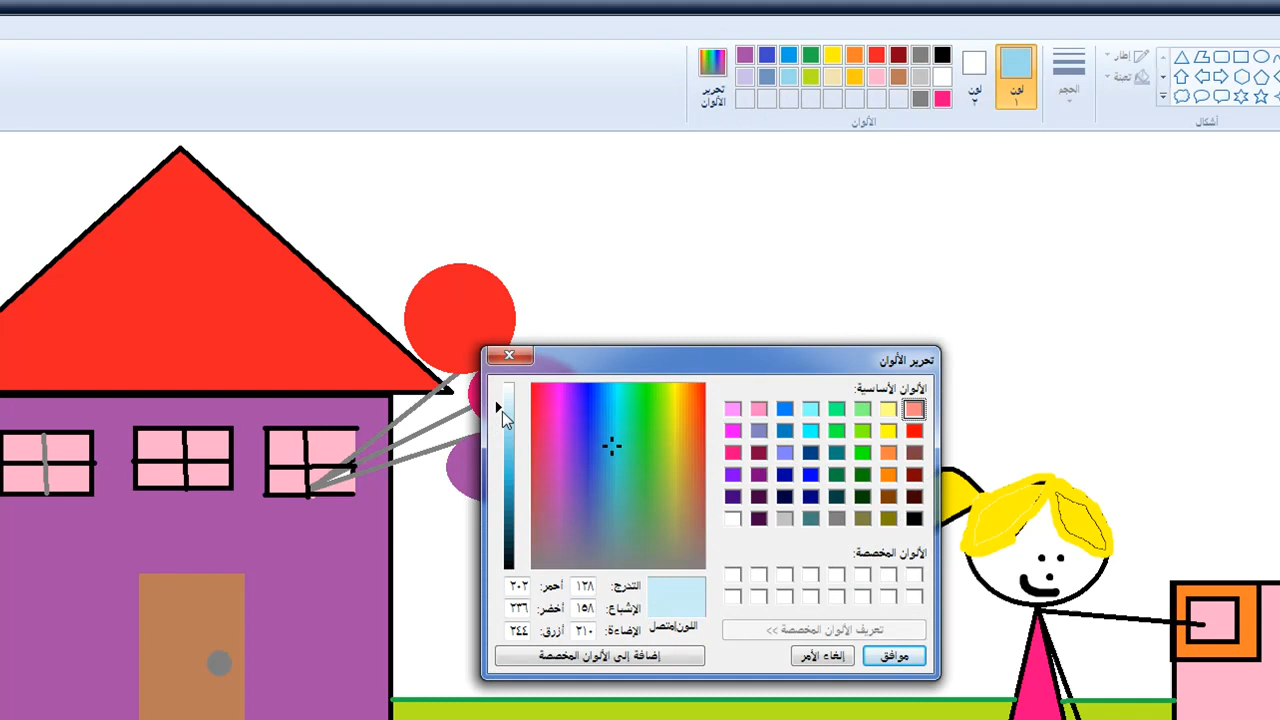 إطار
تعبئة
أشكال
الحجم
لون
١
لون
٢
تحرير
الألوان
الألوان
تحرير الألوان
الألوان الأساسية:
الألوان المخصصة:
تعريف الألوان المخصصة >>
موافق
إلغاء الأمر
اللون|متصل
التدرج: ١٢٨
أحمر: ٢٠٢
الإشباع: ١٥٨
أخضر: ٢٣٦
الإضاءة: ٢١٠
أزرق: ٢٤٤
إضافة إلى الألوان المخصصة